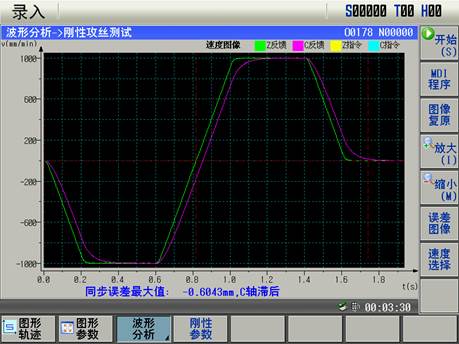 录入
S00000 T00 H00
波形分析->刚性攻丝测试
O0178 N00000
v(mm/min)
速度图像
Z反馈
C反馈
Z指令
C指令
1000
600
200
-200
-600
-1000
0.0 0.2 0.4 0.6 0.8 1.0 1.2 1.4 1.6 1.8
t(s)
同步误差最大值: -0.6043mm,C轴滞后
00:03:30
开始
(S)
MDI
程序
图像
复原
放大
(I)
缩小
(M)
误差
图像
速度
选择
图形
轨迹
图形
参数
波形
分析
刚性
参数